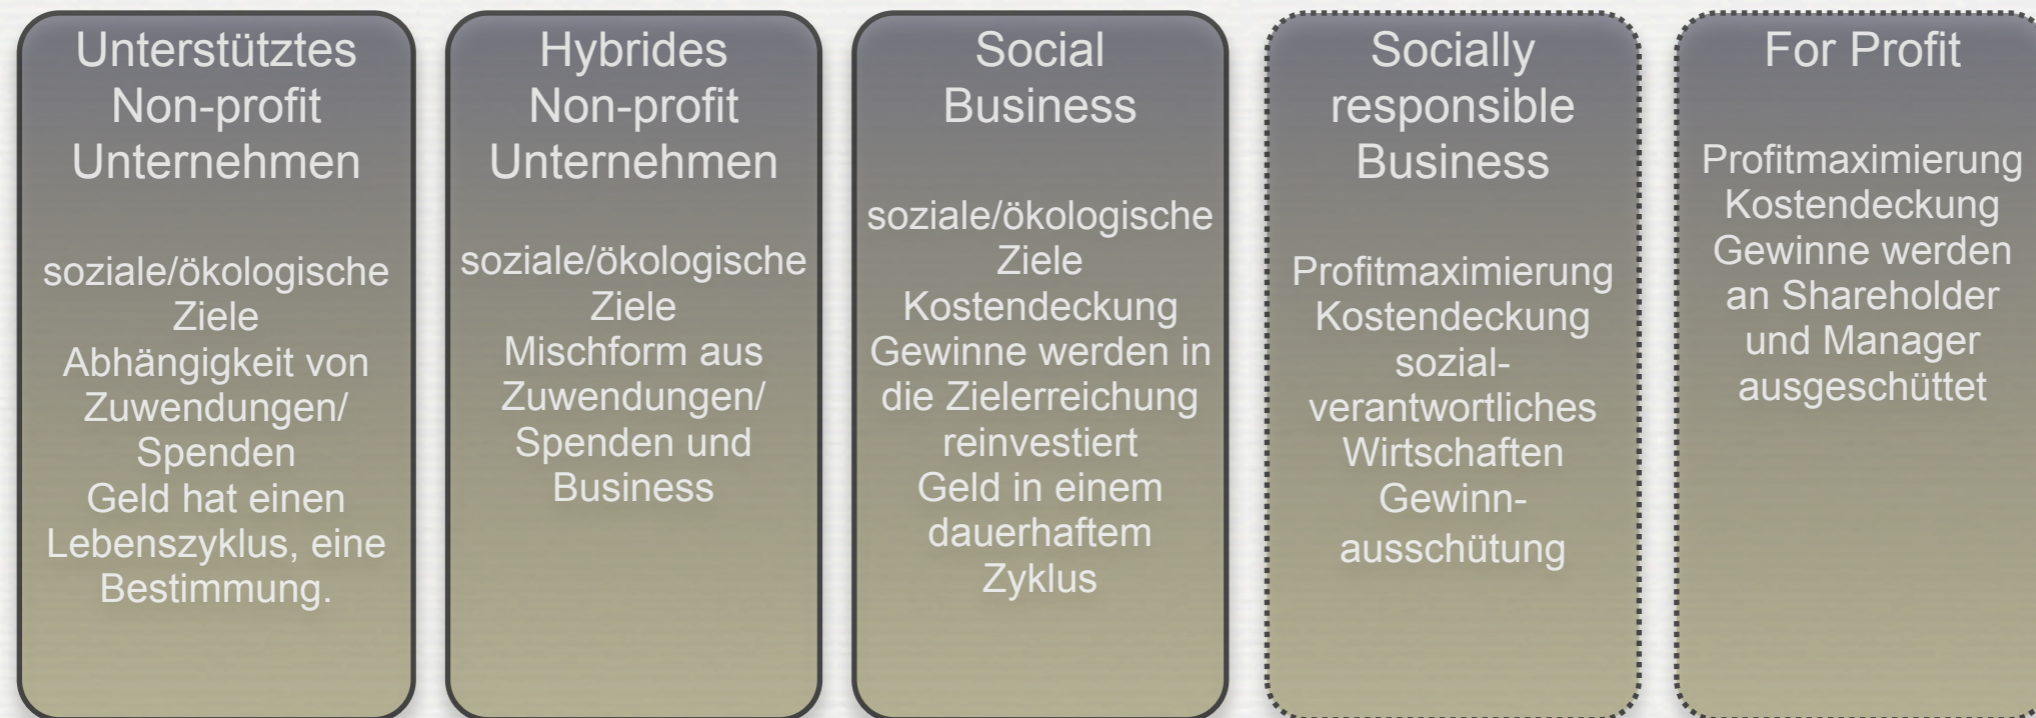 Unterstütztes
Non-profit
Unternehmen
soziale/ökologische
Ziele
Abhängigkeit von
Zuwendungen/
Spenden
Geld hat einen
Lebenszyklus, eine
Bestimmung.
Hybrides
Non-profit
Unternehmen
soziale/ökologische
Ziele
Mischform aus
Zuwendungen/
Spenden und
Business
Social
Business
soziale/ökologische
Ziele
Kostendeckung
Gewinne werden in
die Zielerreichung
reinvestiert
Geld in einem
dauerhaftem
Zyklus
Socially
responsible
Business
Profitmaximierung
Kostendeckung
sozial-
verantwortliches
Wirtschaften
Gewinn-
ausschütung
For Profit
Profitmaximierung
Kostendeckung
Gewinne werden
an Shareholder
und Manager
ausgeschüttet